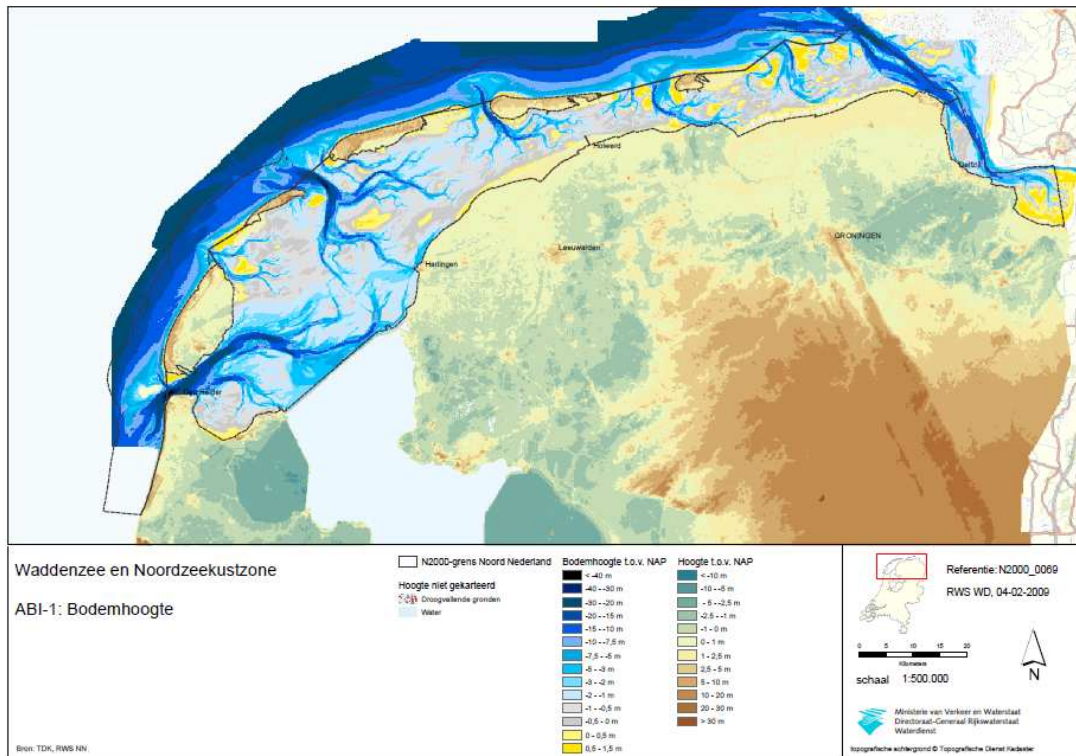 Holwerd
Delfzijl
Leeuwarden
GRONINGEN
Harlingen
Den Helder
Waddenzee en Noordzeekustzone
ABI-1: Bodemhoogte
Bron: TDK, RWS NN
N2000-grens Noord Nederland
Hoogte niet gekarteerd
Droogvallende gronden
Water
Bodemhoogte t.o.v. NAP
< -40 m
-40 --30 m
-30 --20 m
-20 --15 m
-15 --10 m
-10 --7,5 m
-7,5 --5 m
-5 --3 m
-3 --2 m
-2 --1 m
-1 --0,5 m
-0,5 - 0 m
0 - 0,5 m
0,5 - 1,5 m
Hoogte t.o.v. NAP
< -10 m
-10 --5 m
- 5 --2,5 m
-2,5 --1 m
-1 - 0 m
0 - 1 m
1 - 2,5 m
2,5 - 5 m
5 - 10 m
10 - 20 m
20 - 30 m
> 30 m
Referentie: N2000_0069
RWS WD, 04-02-2009
0 5 10 15 20
Kilometers
schaal 1:500.000
N
Ministerie van Verkeer en Waterstaat
Directoraat-Generaal Rijkswaterstaat
Waterdienst
topografische achtergrond © Topografische Dienst Kadaster